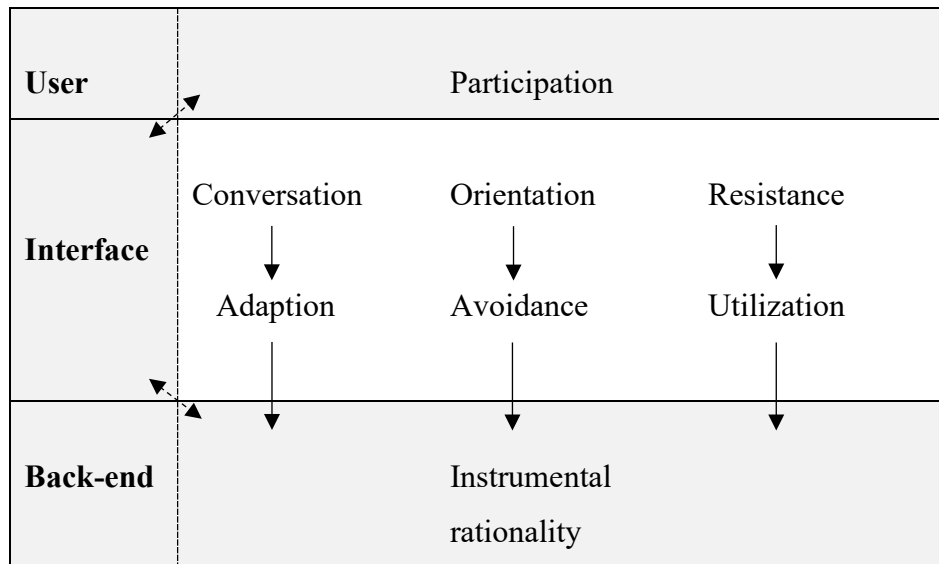 User Participation
Conversation Orientation Resistance
Interface
Adaption Avoidance Utilization
Back-end Instrumental
rationality